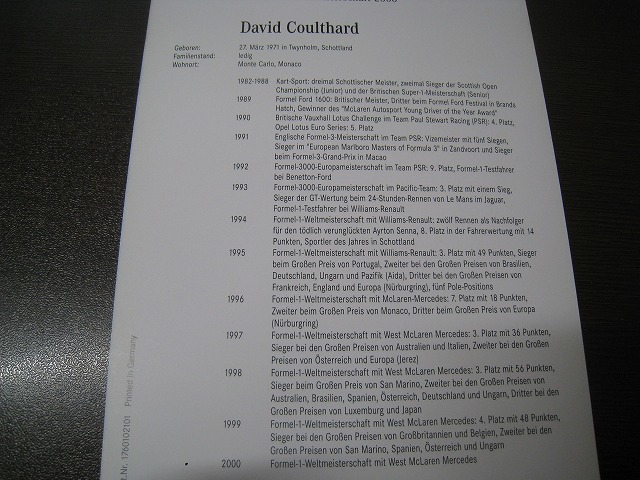 2000
David Coulthard
Geboren: 27. März 1971 in Twynholm, Schottland
Familienstand: ledig
Wohnort: Monte Carlo, Monaco
1982-1988 Kart-Sport: dreimal Schottischer Meister, zweimal Sieger der Scottish Open
Championship (Junior) und der Britischen Super-1-Meisterschaft (Senior)
1989 Formel Ford 1600: Britischer Meister, Dritter beim Formel Ford Festival in Brands
Hatch, Gewinner des "McLaren Autosport Young Driver of the Year Award"
1990 Britische Vauxhall Lotus Challenge im Team Paul Stewart Racing (PSR): 4. Platz,
Opel Lotus Euro Series: 5. Platz
1991 Englische Formel-3-Meisterschaft im Team PSR: Vizemeister mit fünf Siegen,
Sieger im "European Marlboro Masters of Formula 3" in Zandvoort und Sieger
beim Formel-3-Grand-Prix in Macao
1992 Formel-3000-Europameisterschaft im Team PSR: 9. Platz, Formel-1-Testfahrer
bei Benetton-Ford
1993 Formel-3000-Europameisterschaft im Pacific-Team: 3. Platz mit einem Sieg,
Sieger der GT-Wertung beim 24-Stunden-Rennen von Le Mans im Jaguar,
Formel-1-Testfahrer bei Williams-Renault
1994 Formel-1-Weltmeisterschaft mit Williams-Renault: zwölf Rennen als Nachfolger
für den tödlich verunglückten Ayrton Senna, 8. Platz in der Fahrerwertung mit 14
Punkten, Sportler des Jahres in Schottland
1995 Formel-1-Weltmeisterschaft mit Williams-Renault: 3. Platz mit 49 Punkten, Sieger
beim Großen Preis von Portugal, Zweiter bei den Großen Preisen von Brasilien,
Deutschland, Ungarn und Pazifik (Aida), Dritter bei den Großen Preisen von
Frankreich, England und Europa (Nürburgring), fünf Pole-Positions
1996 Formel-1-Weltmeisterschaft mit McLaren-Mercedes: 7. Platz mit 18 Punkten,
Zweiter beim Großen Preis von Monaco, Dritter beim Großen Preis von Europa
(Nürburgring)
1997 Formel-1-Weltmeisterschaft mit West McLaren Mercedes: 3. Platz mit 36 Punkten,
Sieger bei den Großen Preisen von Australien und Italien, Zweiter bei den Großen
Preisen von Österreich und Europa (Jerez)
1998 Formel-1-Weltmeisterschaft mit West McLaren Mercedes: 3. Platz mit 56 Punkten,
Sieger beim Großen Preis von San Marino, Zweiter bei den Großen Preisen von
Australien, Brasilien, Spanien, Österreich, Deutschland und Ungarn, Dritter bei den
Großen Preisen von Luxemburg und Japan
1999 Formel-1-Weltmeisterschaft mit West McLaren Mercedes: 4. Platz mit 48 Punkten,
Sieger bei den Großen Preisen von Großbritannien und Belgien, Zweiter bei den
Großen Preisen von San Marino, Spanien, Österreich und Ungarn
2000 Formel-1-Weltmeisterschaft mit West McLaren Mercedes
t.Nr. 1760102101 Printed in Germany